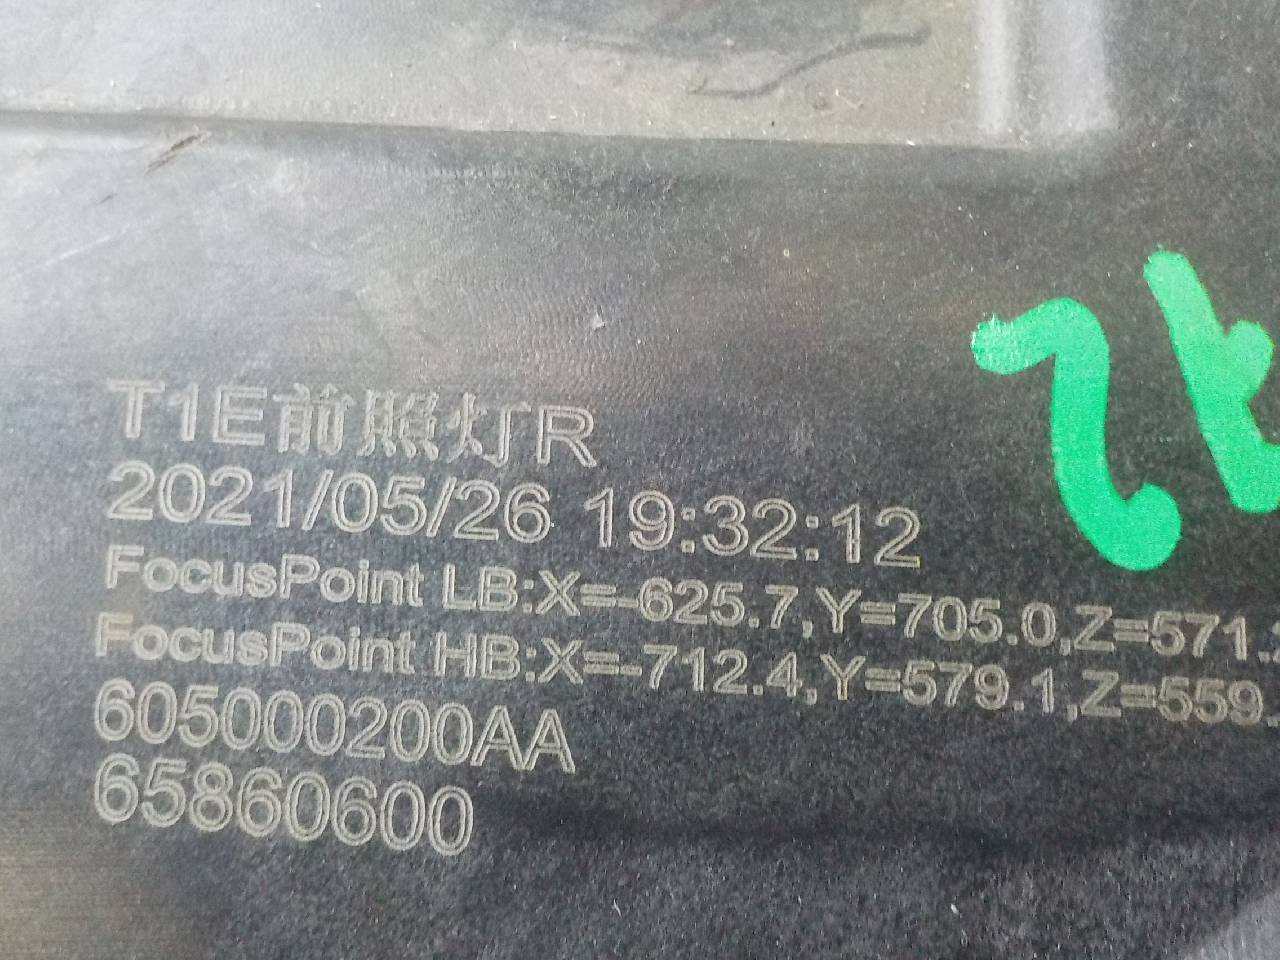 T1E前照灯R
2021/05/26 19:32:12
FocusPoint LB:X=-625.7,Y=705.0,Z=571.
FocusPoint HB:X=-712.4,Y=579.1,Z=559.
605000200AA
65860600